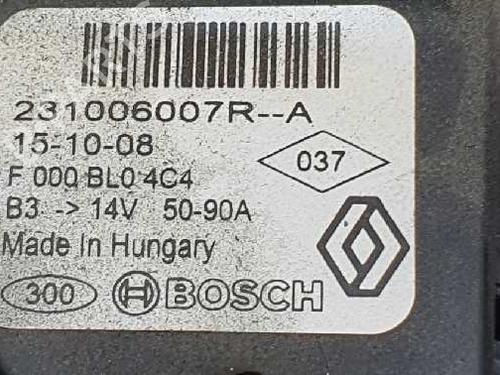 231006007R--A
15-10-08
037
F 000 BL0 4C4
B3 -> 14V 50-90A
Made In Hungary
300 BOSCH